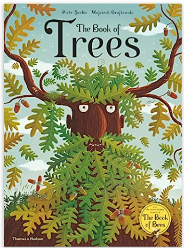 Piotr Socha · Wojciech Grajkowski
The Book of
Trees
The Book
of Bees
Thames & Hudson